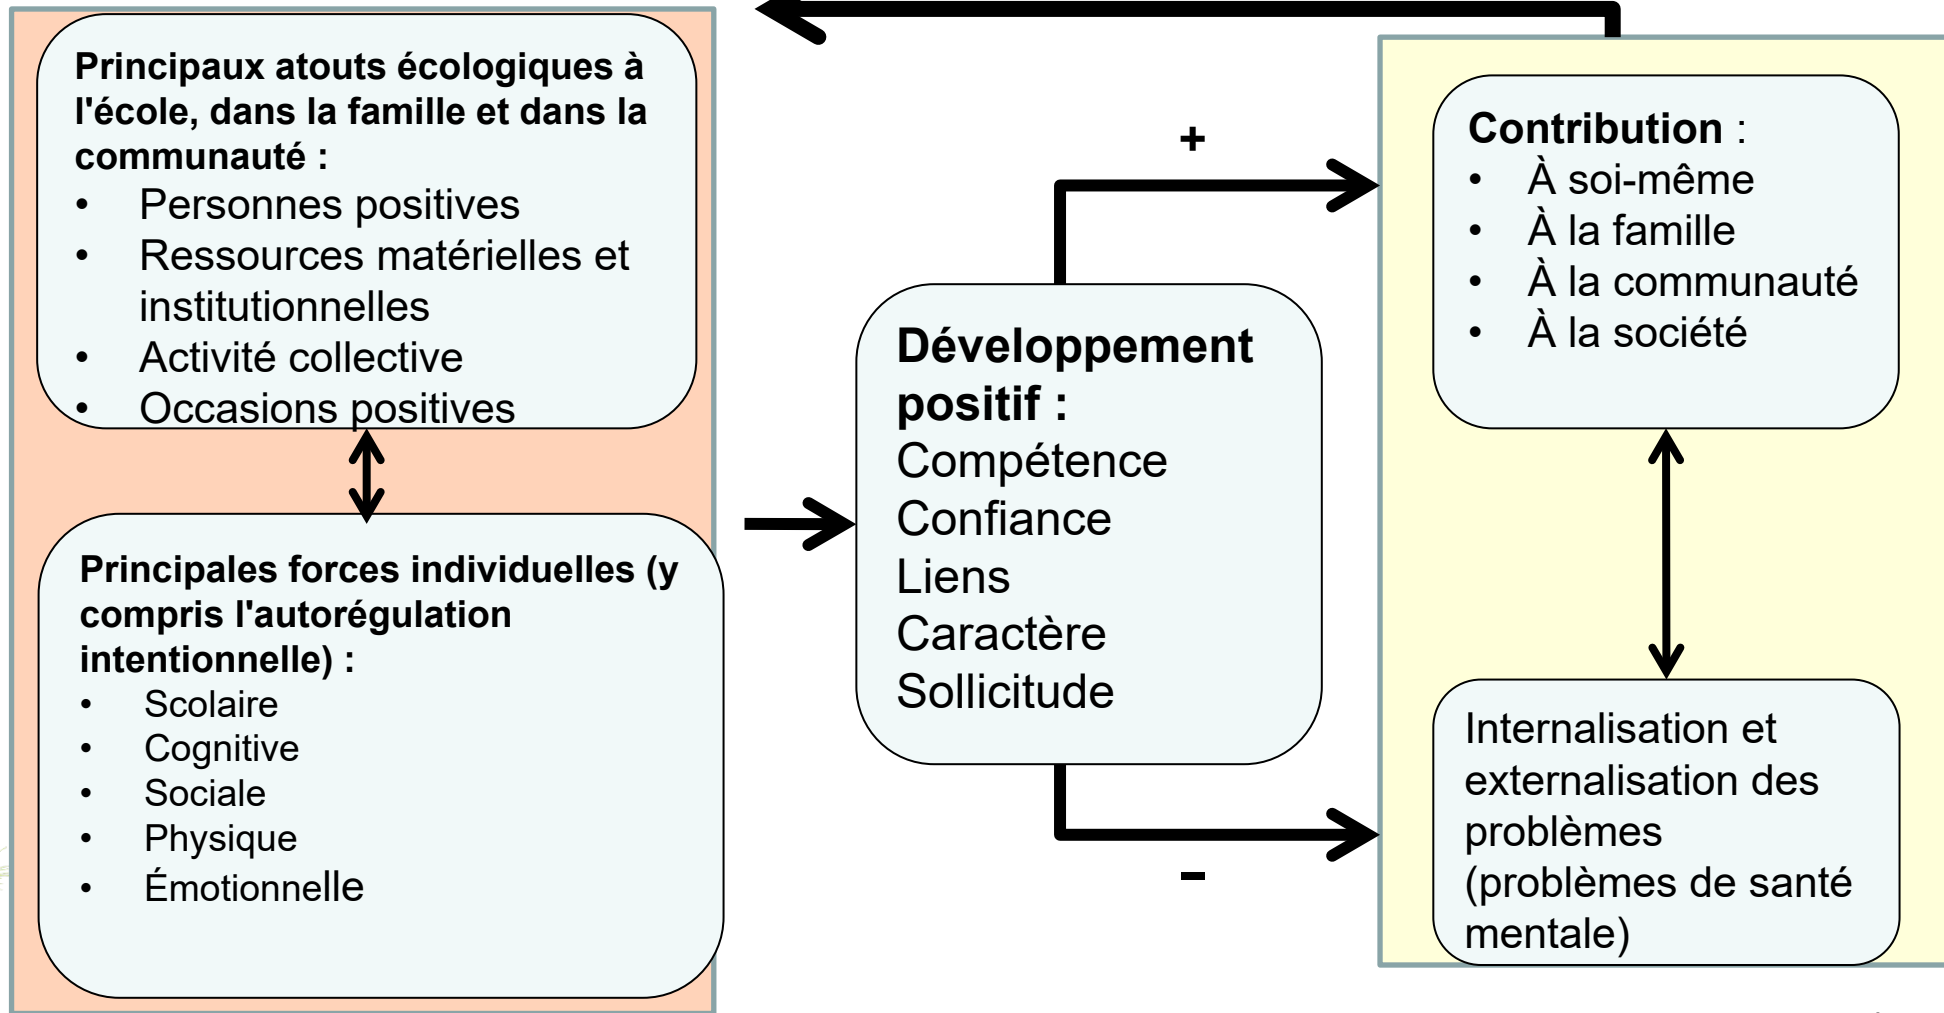 Principaux atouts écologiques à
l'école, dans la famille et dans la
communauté :
• Personnes positives
• Ressources matérielles et
institutionnelles
• Activité collective
• Occasions positives
Principales forces individuelles (y
compris l'autorégulation
intentionnelle) :
• Scolaire
• Cognitive
• Sociale
• Physique
• Émotionnelle
Développement
positif :
Compétence
Confiance
Liens
Caractère
Sollicitude
+
–
Contribution :
• À soi-même
• À la famille
• À la communauté
• À la société
Internalisation et
externalisation des
problèmes
(problèmes de santé
mentale)